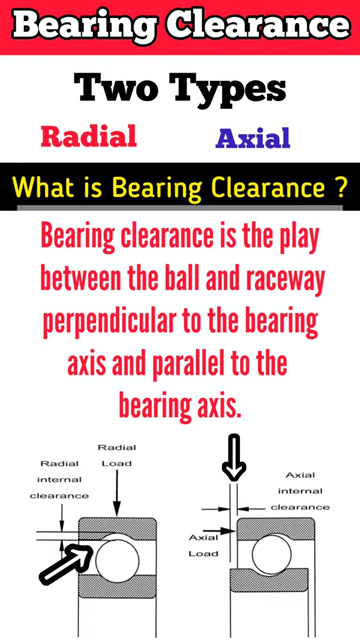 Bearing Clearance
Two Types
Radial
Axial
What is Bearing Clearance ?
Bearing clearance is the play
between the ball and raceway
perpendicular to the bearing
axis and parallel to the
bearing axis.
Radial
Load
Radial
internal
clearance
Axial
internal
clearance
Axial
Load